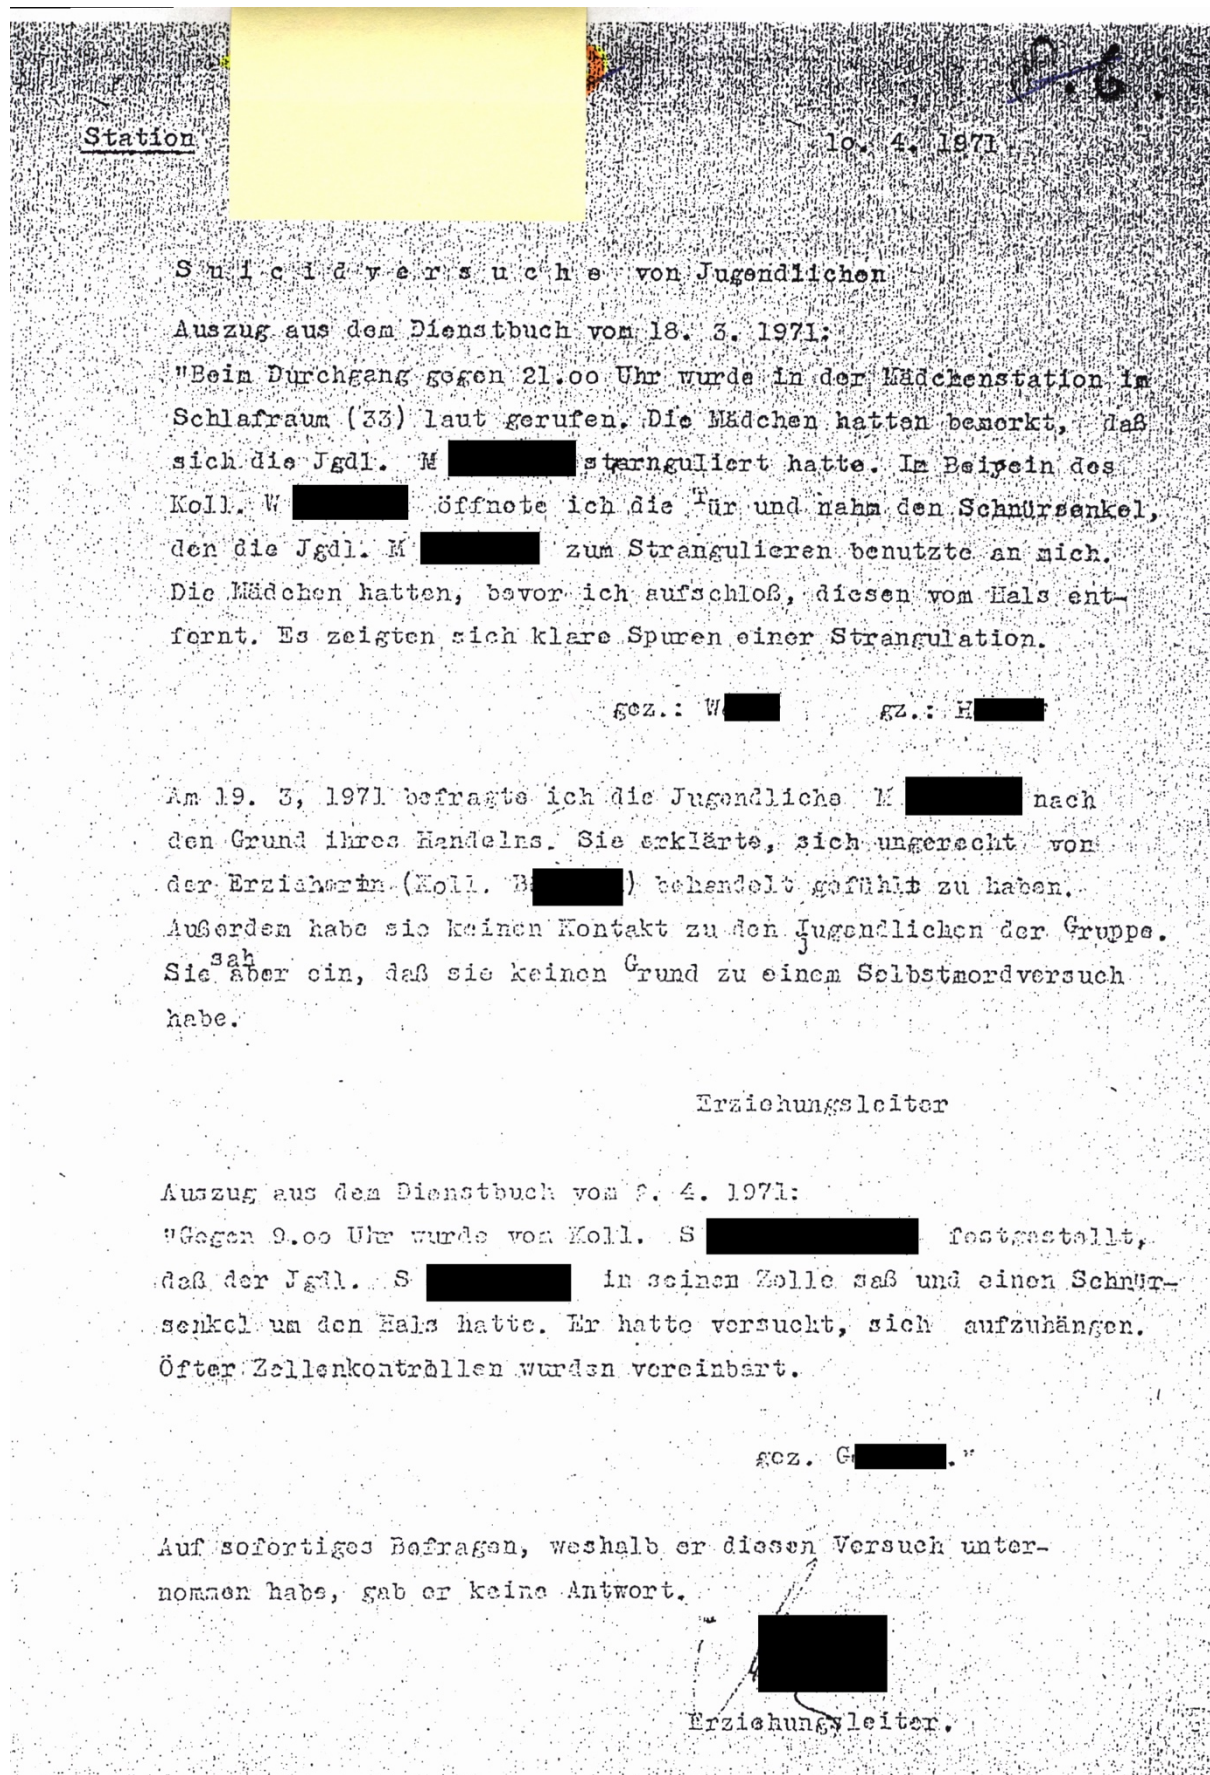 Station
lo. 4. 1971.
Suicidversuche von Jugendlichen
Auszug aus dem Dienstbuch vom 18. 3. 1971:
"Beim Durchgang gegen 21.oo Uhr wurde in der Mädchenstation im
Schlafraum (33) laut gerufen. Die Mädchen hatten bemerkt, daß
sich die Jgdl. M starnguliert hatte. Im Beisein des
Koll. W öffnete ich die Tür und nahm den Schnürsenkel,
den die Jgdl. M zum Strangulieren benutzte an mich.
Die Mädchen hatten, bevor ich aufschloß, diesen vom Hals ent-
fernt. Es zeigten sich klare Spuren einer Strangulation.
gez.: W gz.: H
Am 19. 3, 1971 befragte ich die Jugendliche M nach
den Grund ihres Handelns. Sie erklärte, sich ungerecht von
der Erzieherin (Koll. B ) behandelt gefühlt zu haben.
Außerdem habe sie keinen Kontakt zu den Jugendlichen der Gruppe.
Sie sah aber ein, daß sie keinen Grund zu einem Selbstmordversuch
habe.
Erziehungsleiter
Auszug aus dem Dienstbuch vom 4. 1971:
"Gegen 9.oo Uhr wurde von Koll. S festgestellt,
daß der Jgdl. S in seinen Zelle saß und einen Schnür-
senkel um den Hals hatte. Er hatte versucht, sich aufzuhängen.
Öfter Zellenkontrollen wurden vereinbart.
gez. G ."
Auf sofortiges Befragen, weshalb er diesen Versuch unter-
nommen habe, gab er keine Antwort.
Erziehungsleiter.